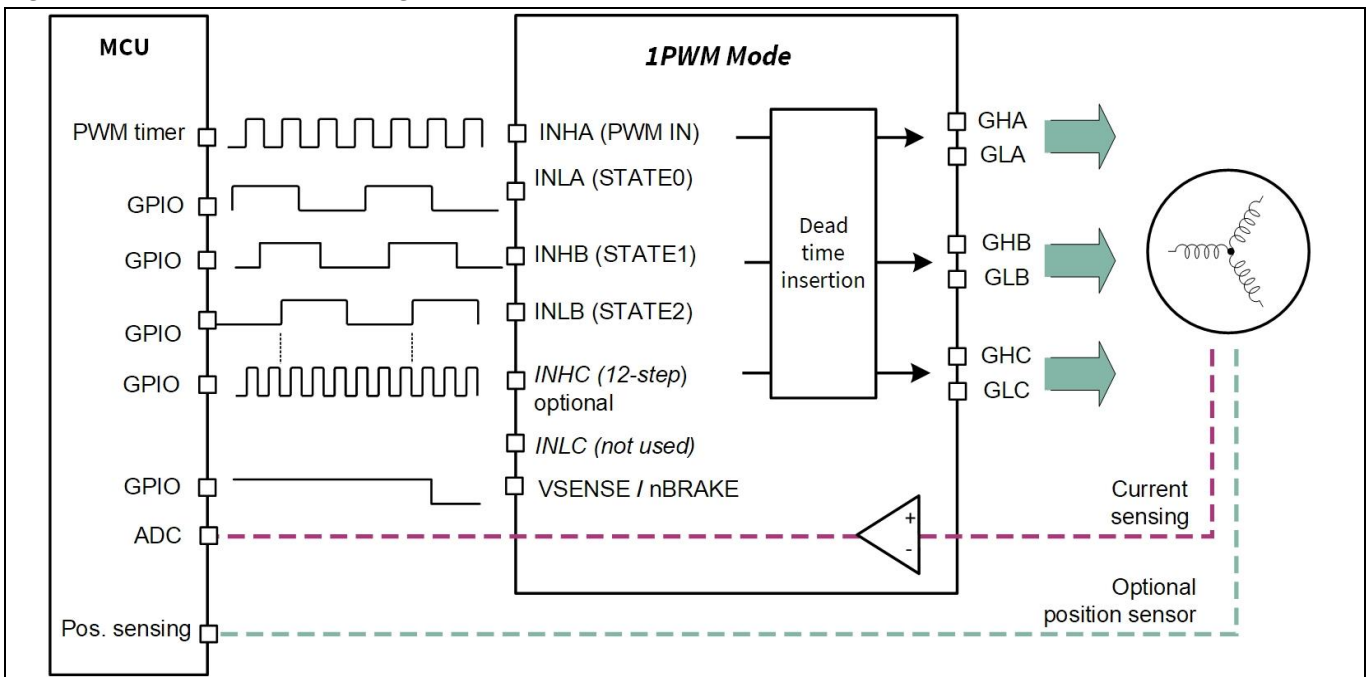 MCU
1PWM Mode
PWM timer
INHA (PWM IN)
GHA
GLA
GPIO
INLA (STATE0)
GPIO
INHB (STATE1)
Dead
time
insertion
GHB
GLB
GPIO
INLB (STATE2)
GPIO
INHC (12-step)
optional
GHC
GLC
INLC (not used)
GPIO
VSENSE / nBRAKE
ADC
+
-
Current
sensing
Pos. sensing
Optional
position sensor